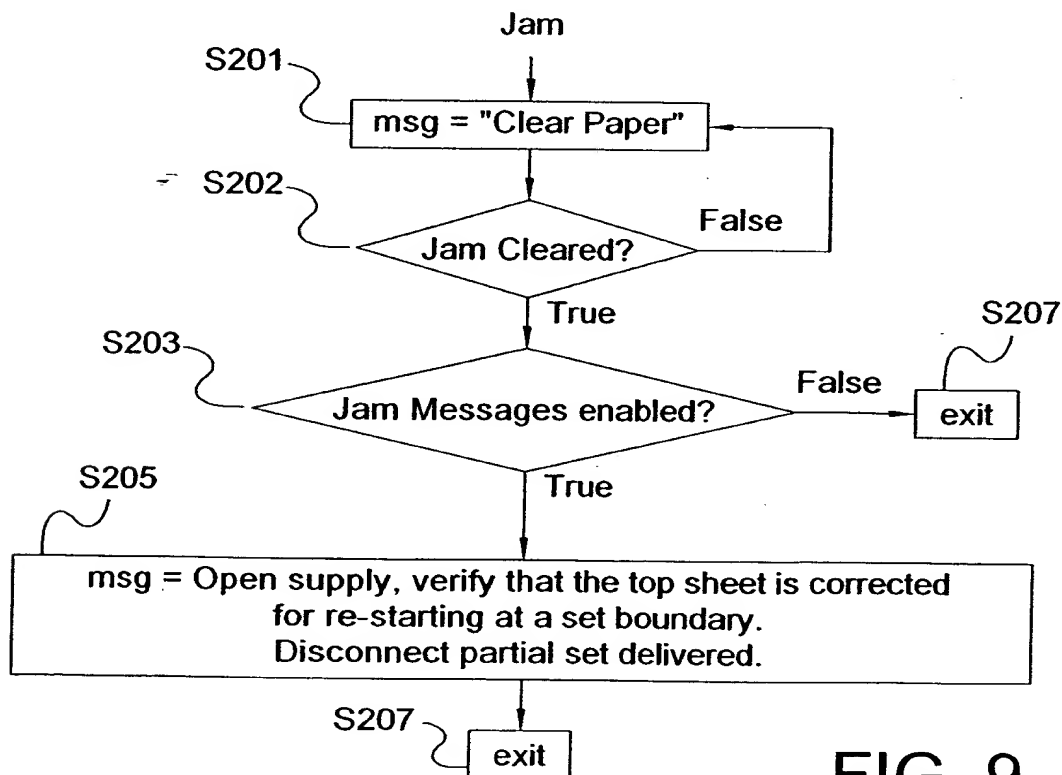 Jam
S201
msg = "Clear Paper"
S202
False
Jam Cleared?
True
S207
S203
False
Jam Messages enabled?
exit
True
S205
msg = Open supply, verify that the top sheet is corrected
for re-starting at a set boundary.
Disconnect partial set delivered.
S207
exit
FIG. 9